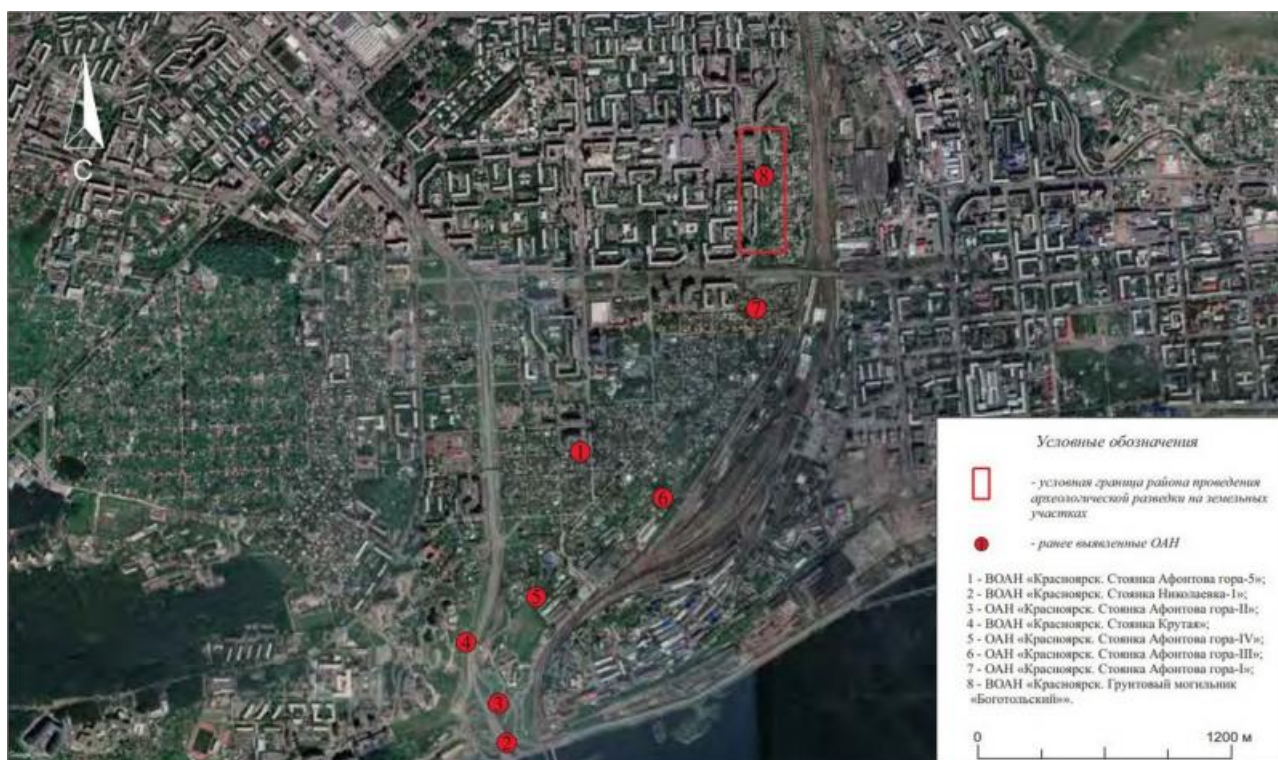 С
8
7
1
6
5
4
3
2
Условные обозначения
- условная граница района проведения
археологической разведки на земельных
участках
- ранее выявленные ОАН
1 - ВОАН «Красноярск. Стоянка Афонтова гора-5»;
2 - ВОАН «Красноярск. Стоянка Николаевка-1»;
3 - ОАН «Красноярск. Стоянка Афонтова гора-II»;
4 - ВОАН «Красноярск. Стоянка Крутая»;
5 - ОАН «Красноярск. Стоянка Афонтова гора-IV»;
6 - ОАН «Красноярск. Стоянка Афонтова гора-III»;
7 - ОАН «Красноярск. Стоянка Афонтова гора-I»;
8 - ВОАН «Красноярск. Грунтовый могильник
«Боготольский»».
0 1200 м